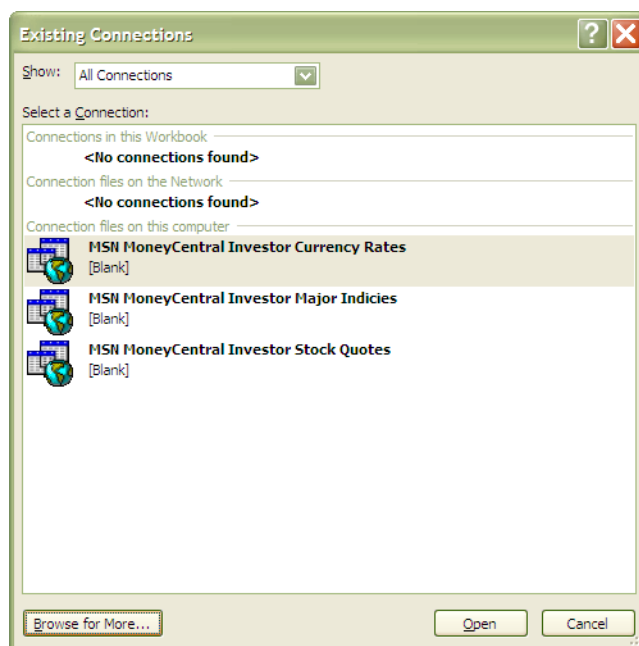 Existing Connections
Show: All Connections
Select a Connection:
Connections in this Workbook
<No connections found>
Connection files on the Network
<No connections found>
Connection files on this computer
MSN MoneyCentral Investor Currency Rates
[Blank]
MSN MoneyCentral Investor Major Indicies
[Blank]
MSN MoneyCentral Investor Stock Quotes
[Blank]
Browse for More... Open Cancel